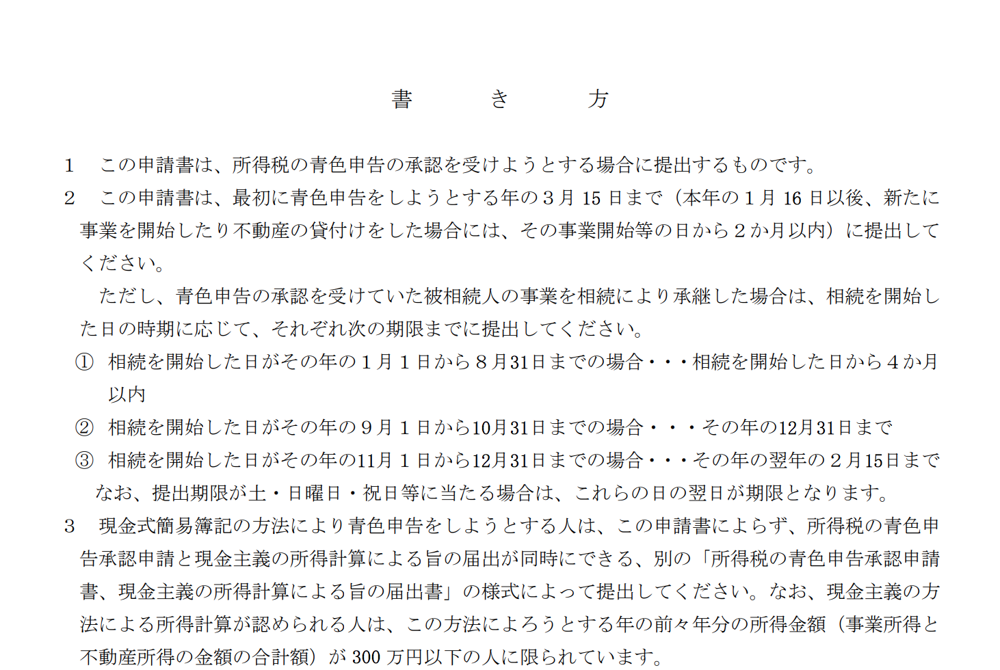 書き方
１　この申請書は、所得税の青色申告の承認を受けようとする場合に提出するものです。
２　この申請書は、最初に青色申告をしようとする年の３月 15 日まで（本年の１月 16 日以後、新たに
事業を開始したり不動産の貸付けをした場合には、その事業開始等の日から２か月以内）に提出して
ください。
ただし、青色申告の承認を受けていた被相続人の事業を相続により承継した場合は、相続を開始し
た日の時期に応じて、それぞれ次の期限までに提出してください。
① 相続を開始した日がその年の１月１日から８月31日までの場合・・・相続を開始した日から４か月
以内
② 相続を開始した日がその年の９月１日から10月31日までの場合・・・その年の12月31日まで
③ 相続を開始した日がその年の11月１日から12月31日までの場合・・・その年の翌年の２月15日まで
なお、提出期限が土・日曜日・祝日等に当たる場合は、これらの日の翌日が期限となります。
３　現金式簡易簿記の方法により青色申告をしようとする人は、この申請書によらず、所得税の青色申
告承認申請と現金主義の所得計算による旨の届出が同時にできる、別の「所得税の青色申告承認申請
書、現金主義の所得計算による旨の届出書」の様式によって提出してください。なお、現金主義の方
法による所得計算が認められる人は、この方法によろうとする年の前々年分の所得金額（事業所得と
不動産所得の金額の合計額）が 300 万円以下の人に限られています。